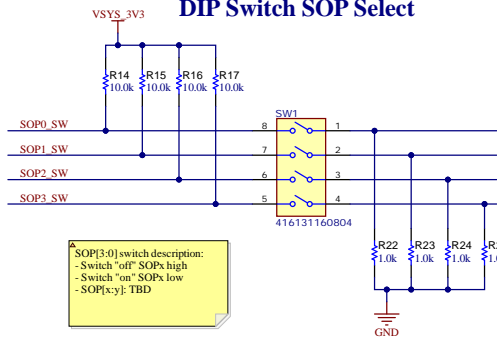 DIP Switch SOP Select
VSYS_3V3
R14 R15 R16 R17
10.0k 10.0k 10.0k 10.0k
SW1
SOP0_SW 8 1
SOP1_SW 7 2
SOP2_SW 6 3
SOP3_SW 5 4
416131160804
SOP[3:0] switch description:
- Switch "off" SOPx high
- Switch "on" SOPx low
- SOP[x:y]: TBD
R22 R23 R24
1.0k 1.0k 1.0k
GND